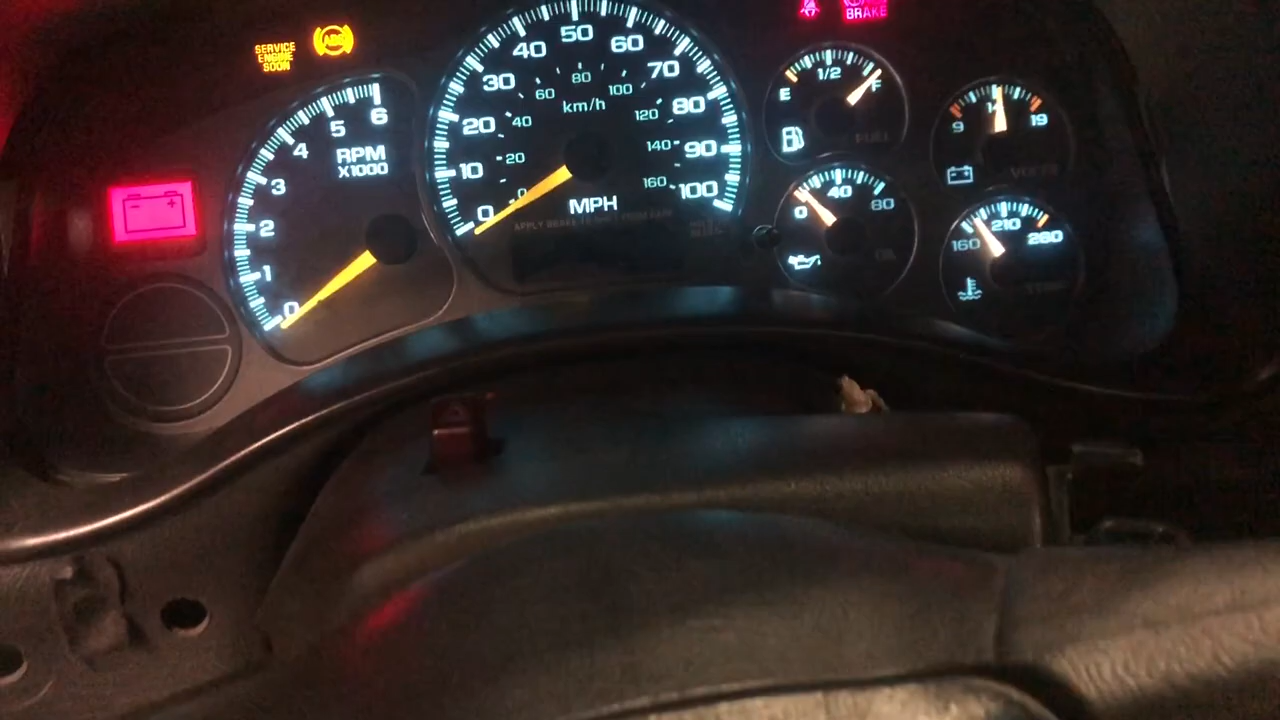 SERVICE
ENGINE
SOON
ABS
BRAKE
0 1 2 3 4 5 6
RPM
X1000
0 10 20 30 40 50 60 70 80 90 100
0 20 40 60 80 100 120 140 160
km/h
MPH
E 1/2 F
FUEL
9 14 19
VOLTS
0 40 80
OIL
160 210 260
TEMP